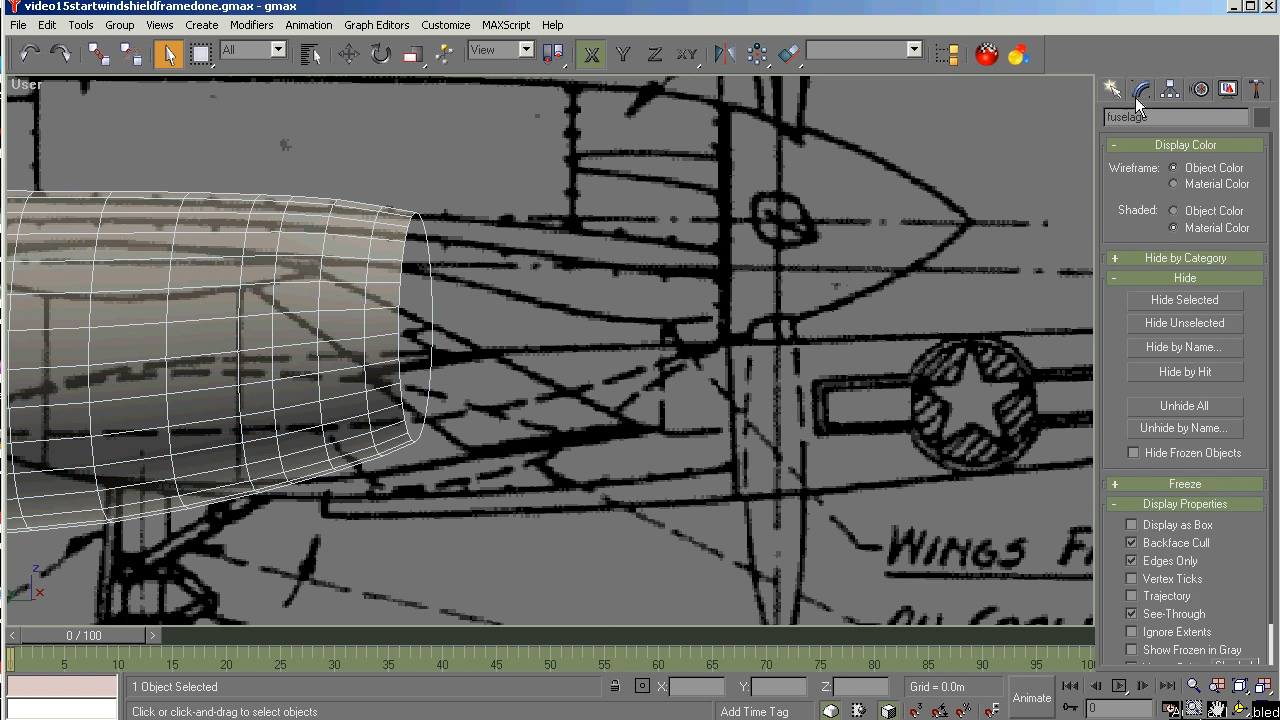 video15startwindshieldframedone.gmax - gmax
File Edit Tools Group Views Create Modifiers Animation Graph Editors Customize MAXScript Help
All View X Y Z XY
User
fuselage
- Display Color
Wireframe: Object Color
Material Color
Shaded: Object Color
Material Color
+ Hide by Category
- Hide
Hide Selected
Hide Unselected
Hide by Name...
Hide by Hit
Unhide All
Unhide by Name...
Hide Frozen Objects
+ Freeze
- Display Properties
Display as Box
Backface Cull
Edges Only
Vertex Ticks
Trajectory
See-Through
Ignore Extents
Show Frozen in Gray
WINGS
z
x
< 0 / 100 >
5 10 15 20 25 30 35 40 45 50 55 60 65 70 75 80 85 90 95
1 Object Selected X: Y: Z: Grid = 0.0m
Animate
Click or click-and-drag to select objects Add Time Tag 0